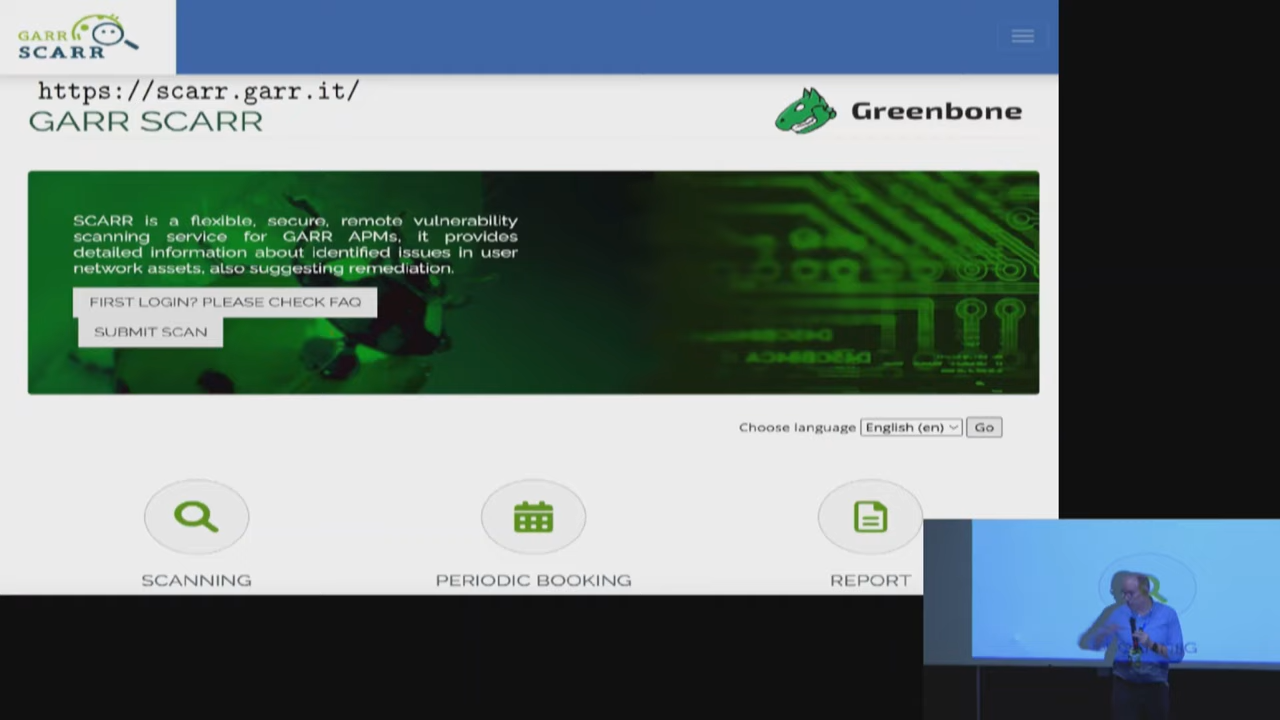 GARR
SCARR
https://scarr.garr.it/
GARR SCARR
Greenbone
SCARR is a flexible, secure, remote vulnerability
scanning service for GARR APMs, it provides
detailed information about identified issues in user
network assets, also suggesting remediation.
FIRST LOGIN? PLEASE CHECK FAQ
SUBMIT SCAN
Choose language English (en) Go
SCANNING
PERIODIC BOOKING
REPORT